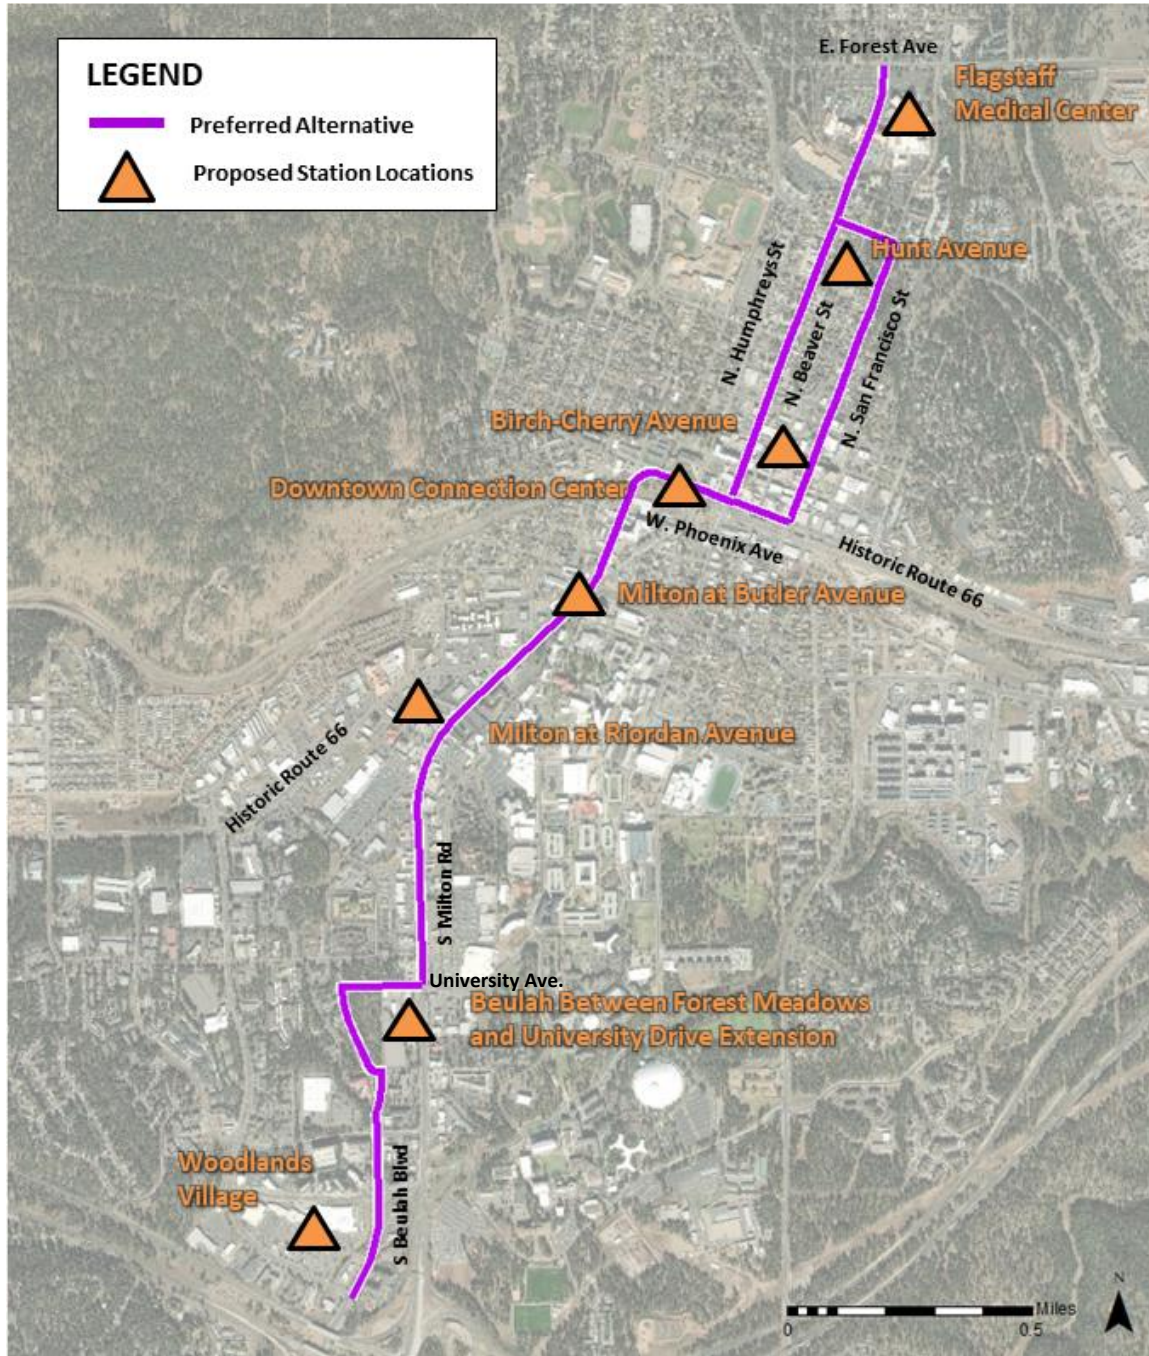 E. Forest Ave
LEGEND
Preferred Alternative
Proposed Station Locations
Flagstaff
Medical Center
Hunt Avenue
N. Humphreys St
N. Beaver St
N. San Francisco St
Birch-Cherry Avenue
Downtown Connection Center
W. Phoenix Ave
Historic Route 66
Milton at Butler Avenue
Milton at Riordan Avenue
Historic Route 66
S Milton Rd
University Ave.
Beulah Between Forest Meadows
and University Drive Extension
Woodlands
Village
S Beulah Blvd
N
Miles
0
0.5